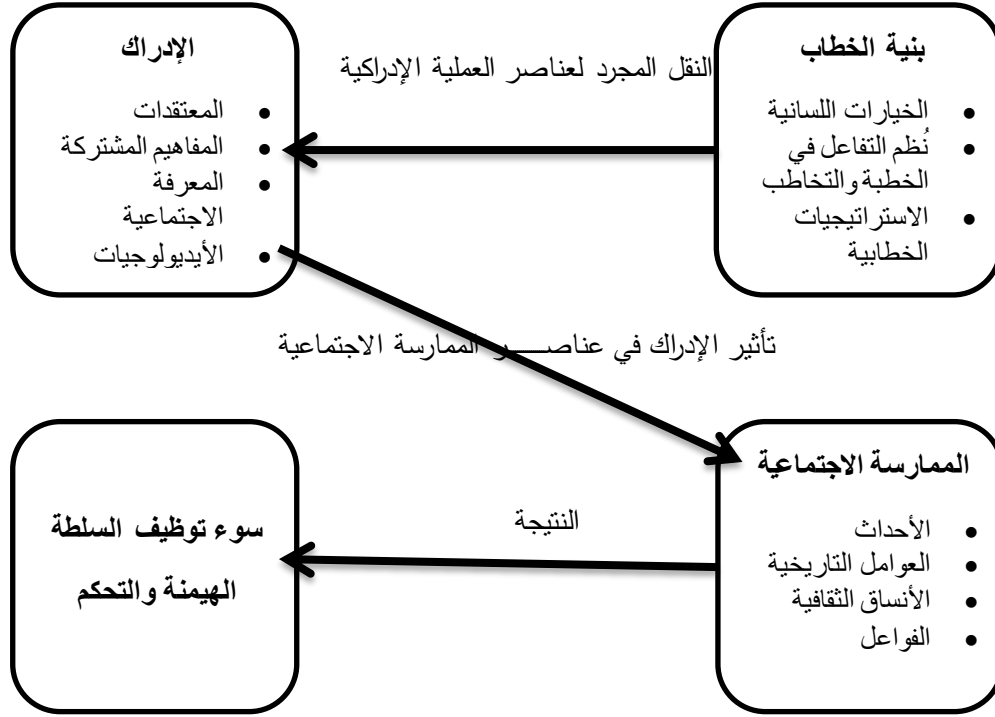 بنية الخطاب
الخيارات اللسانية
نُظم التفاعل في
الخطبة والتخاطب
الاستراتيجيات
الخطابية
النقل المجرد لعناصر العملية الإدراكية
الإدراك
المعتقدات
المفاهيم المشتركة
المعرفة
الاجتماعية
الأيديولوجيات
تأثير الإدراك في عناصـــــر الممارسة الاجتماعية
الممارسة الاجتماعية
الأحداث
العوامل التاريخية
الأنساق الثقافية
الفواعل
النتيجة
سوء توظيف السلطة
الهيمنة والتحكم